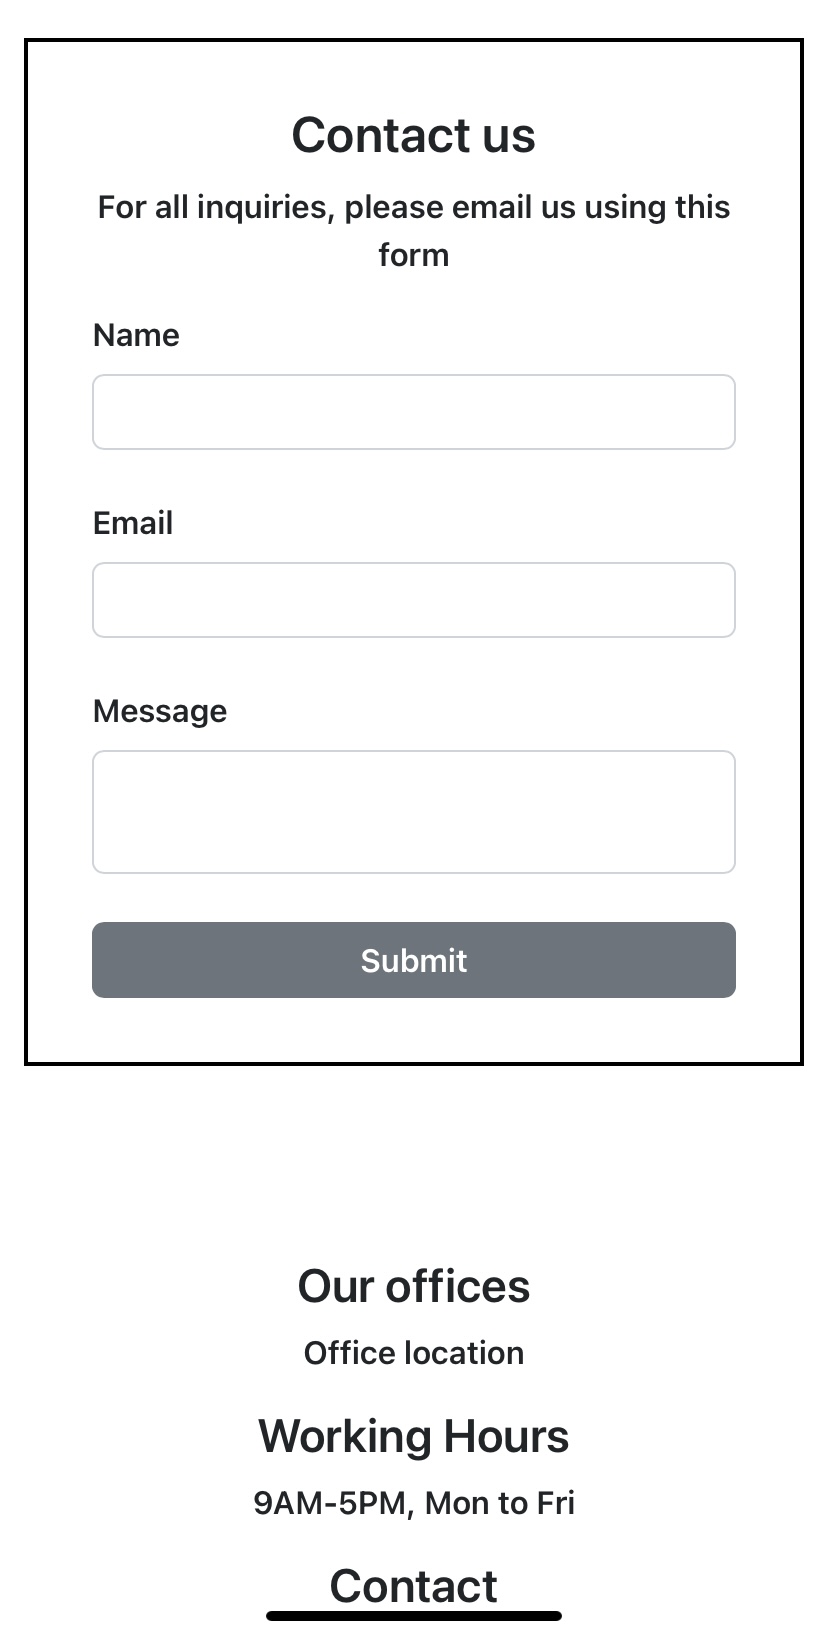 Contact us
For all inquiries, please email us using this
form
Name
Email
Message
Submit
Our offices
Office location
Working Hours
9AM-5PM, Mon to Fri
Contact